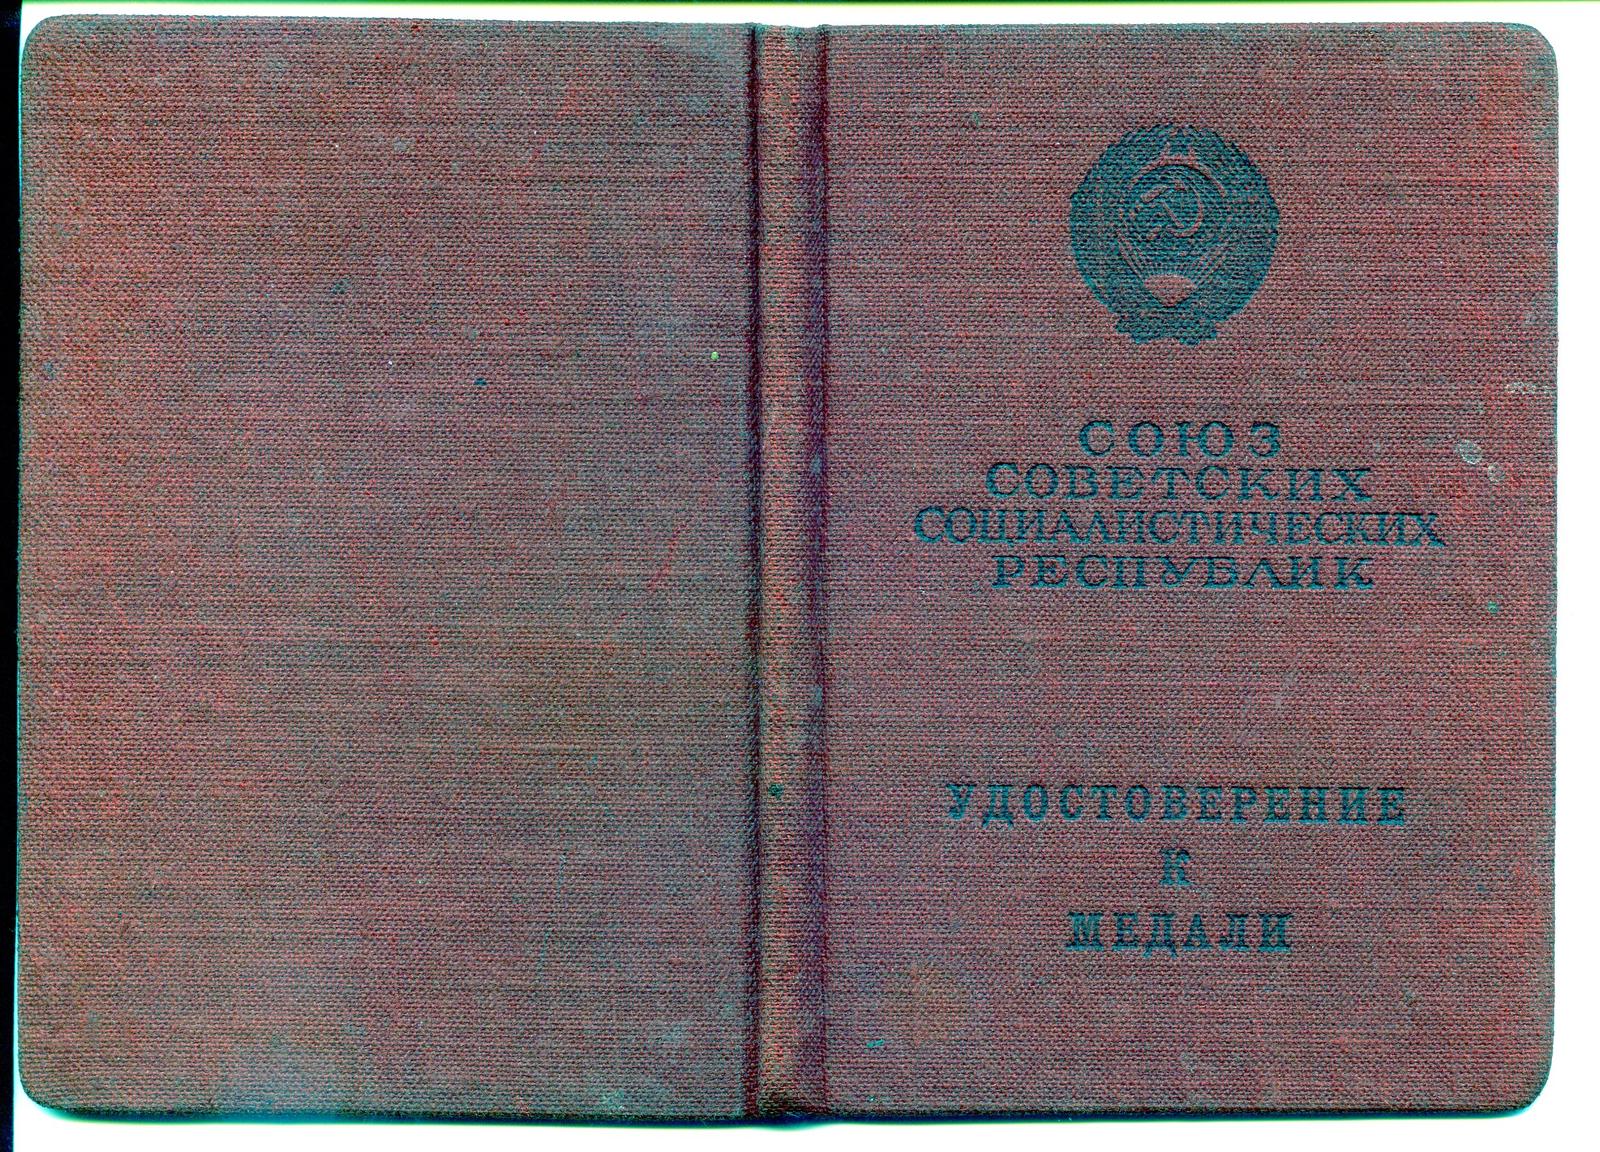 СОЮЗ
СОВЕТСКИХ
СОЦИАЛИСТИЧЕСКИХ
РЕСПУБЛИК
УДОСТОВЕРЕНИЕ
К
МЕДАЛИ